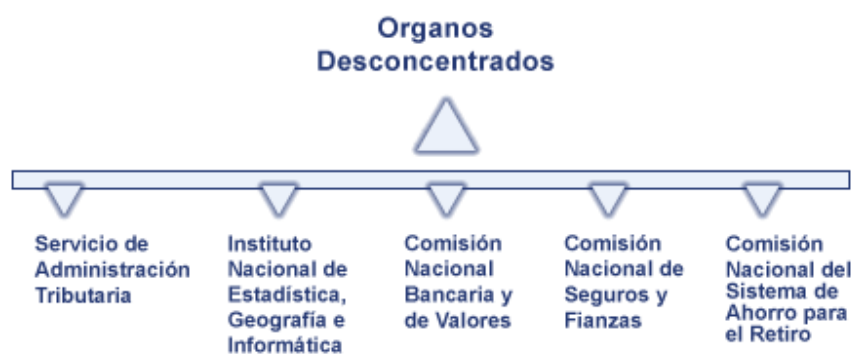 Organos
Desconcentrados
Servicio de
Administración
Tributaria
Instituto
Nacional de
Estadística,
Geografía e
Informática
Comisión
Nacional
Bancaria y
de Valores
Comisión
Nacional de
Seguros y
Fianzas
Comisión
Nacional del
Sistema de
Ahorro para
el Retiro